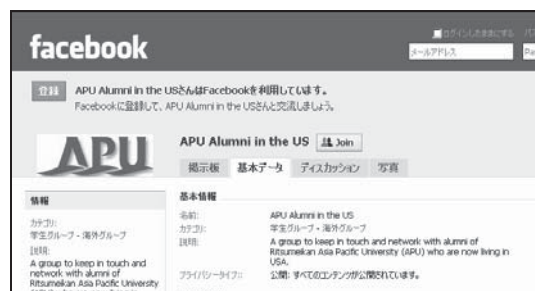 facebook
ログインしたままにする
メールアドレス
登録
APU Alumni in the USさんはFacebookを利用しています。
Facebookに登録して、APU Alumni in the USさんと交流しましょう。
APU
APU Alumni in the US
Join
掲示板 基本データ ディスカッション 写真
情報
カテゴリ:
学生グループ - 海外グループ
説明:
A group to keep in touch and
network with alumni of
Ritsumeikan Asia Pacific University
基本情報
名前: APU Alumni in the US
カテゴリ: 学生グループ - 海外グループ
説明: A group to keep in touch and network with alumni of
Ritsumeikan Asia Pacific University (APU) who are now living in
USA.
プライバシータイプ: 公開: すべてのコンテンツが公開されています。